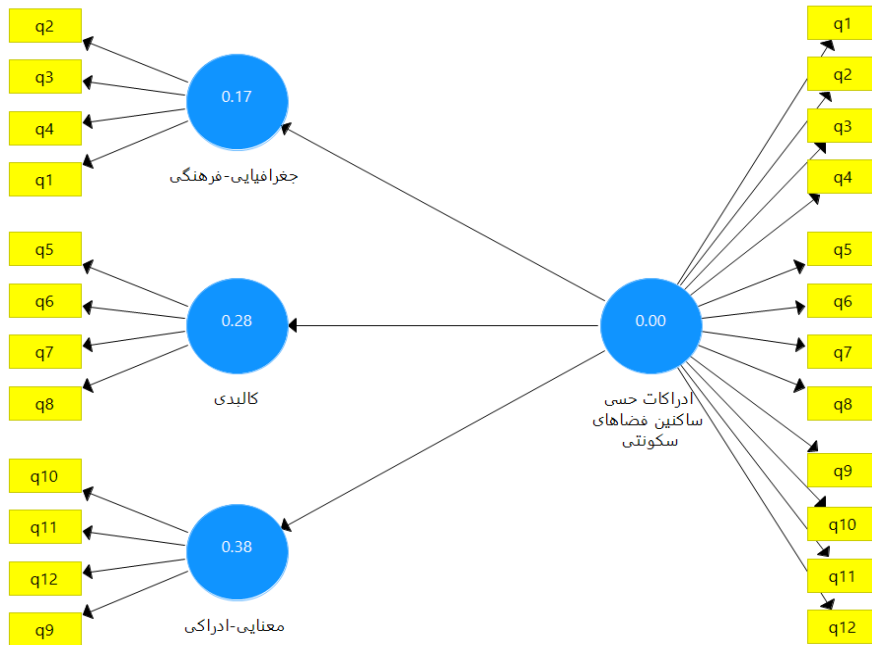 q2
q3
q4
q1
0.17
جغرافیایی-فرهنگی
q5
q6
q7
q8
0.28
کالبدی
q10
q11
q12
q9
0.38
معنایی-ادراکی
0.00
ادراکات حسی
ساکنین فضاهای
سکونتی
q1
q2
q3
q4
q5
q6
q7
q8
q9
q10
q11
q12